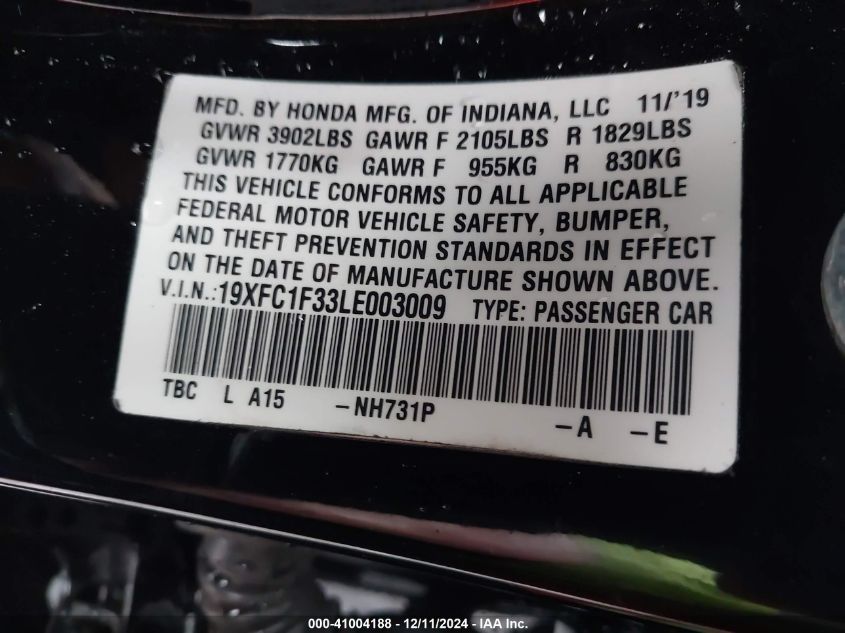 MFD. BY HONDA MFG. OF INDIANA, LLC 11/'19
GVWR 3902LBS GAWR F 2105LBS R 1829LBS
GVWR 1770KG GAWR F 955KG R 830KG
THIS VEHICLE CONFORMS TO ALL APPLICABLE
FEDERAL MOTOR VEHICLE SAFETY, BUMPER,
AND THEFT PREVENTION STANDARDS IN EFFECT
ON THE DATE OF MANUFACTURE SHOWN ABOVE.
V.I.N.:19XFC1F33LE003009 TYPE: PASSENGER CAR
TBC L A15 -NH731P -A -E
000-41004188 - 12/11/2024 - IAA Inc.